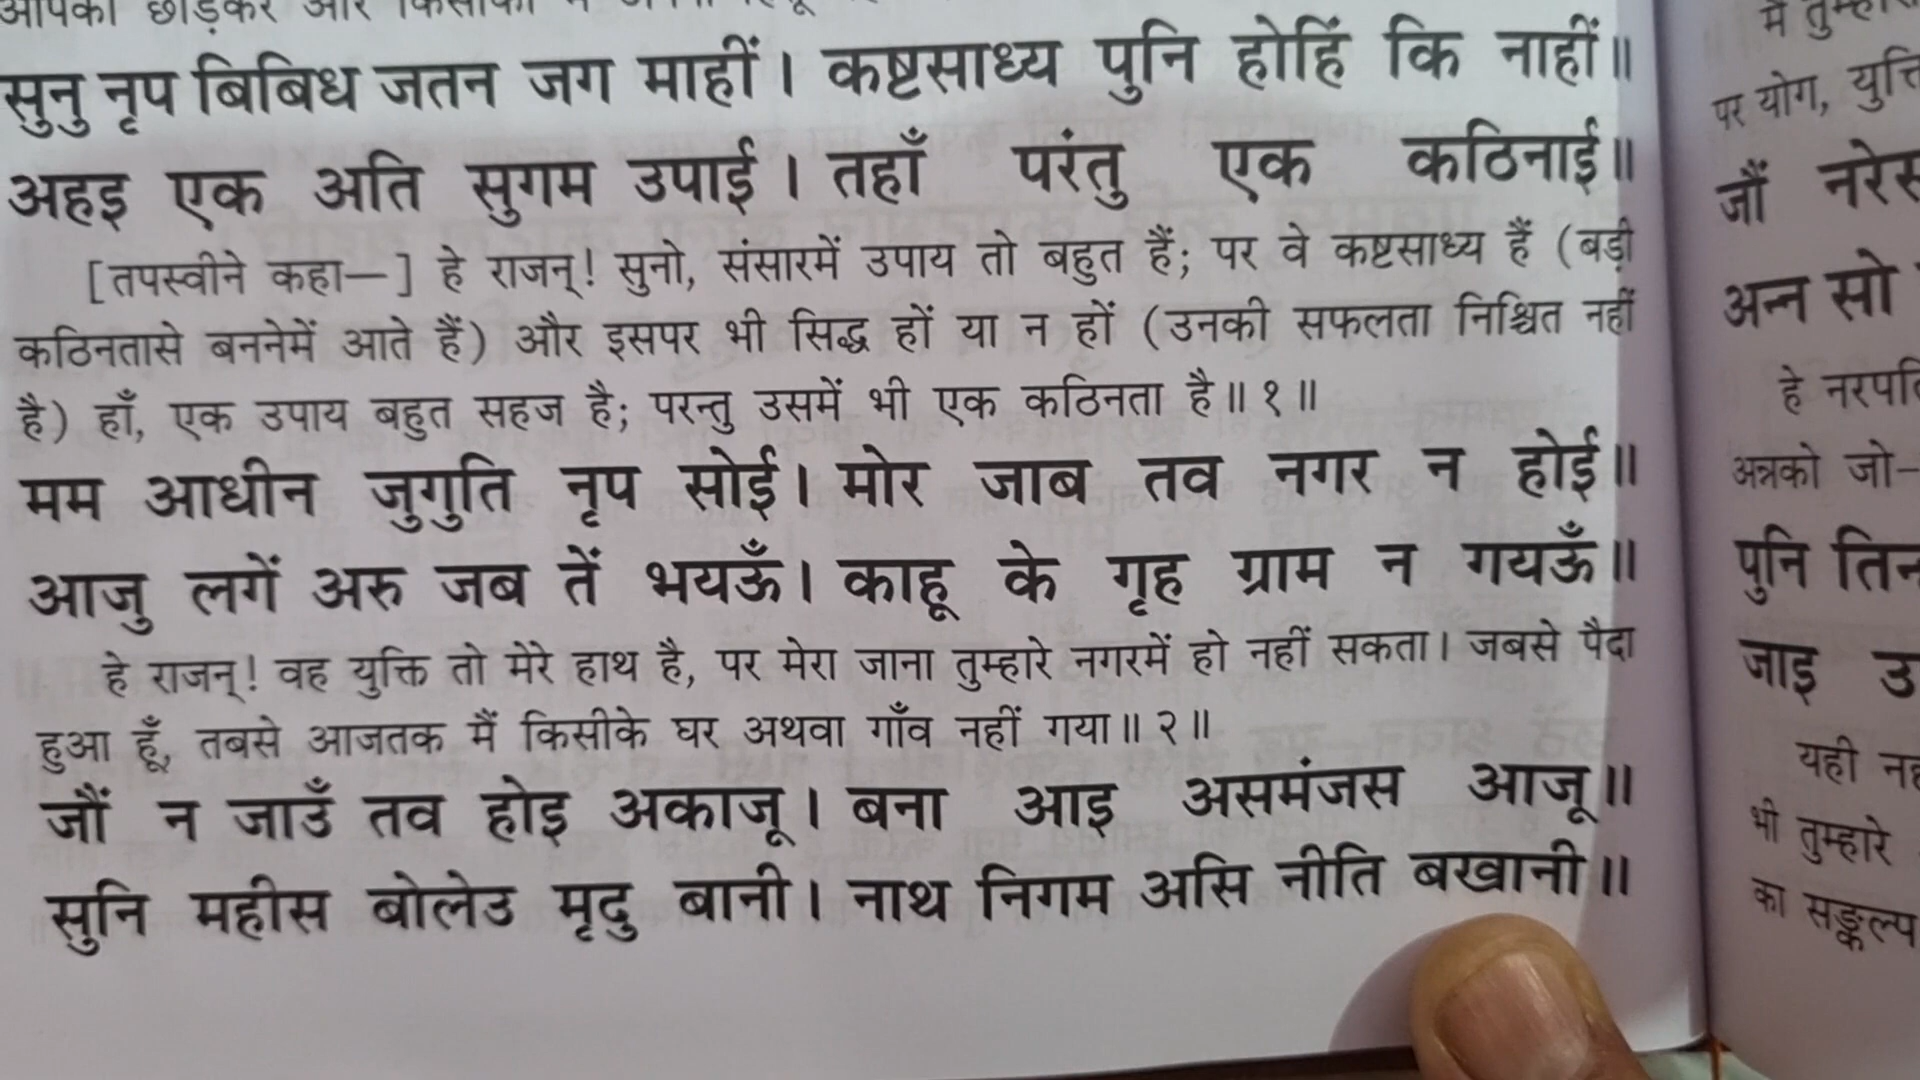 आपको छोड़कर और
सुनु नृप बिबिध जतन जग माहीं। कष्टसाध्य पुनि होहिं कि नाहीं॥
अहइ एक अति सुगम उपाई। तहाँ परंतु एक कठिनाई॥
[तपस्वीने कहा—] हे राजन्! सुनो, संसारमें उपाय तो बहुत हैं; पर वे कष्टसाध्य हैं (बड़ी
कठिनतासे बननेमें आते हैं) और इसपर भी सिद्ध हों या न हों (उनकी सफलता निश्चित नहीं
है) हाँ, एक उपाय बहुत सहज है; परन्तु उसमें भी एक कठिनता है॥ १॥
मम आधीन जुगुति नृप सोई। मोर जाब तव नगर न होई॥
आजु लगें अरु जब तें भयऊँ। काहू के गृह ग्राम न गयऊँ॥
हे राजन्! वह युक्ति तो मेरे हाथ है, पर मेरा जाना तुम्हारे नगरमें हो नहीं सकता। जबसे पैदा
हुआ हूँ, तबसे आजतक मैं किसीके घर अथवा गाँव नहीं गया॥ २॥
जौं न जाउँ तव होइ अकाजू। बना आइ असमंजस आजू॥
सुनि महीस बोलेउ मृदु बानी। नाथ निगम असि नीति बखानी॥
में
पर योग,
जौं
अन्न सो
हे
अन्नको जो-
पुनि
जाइ
यही
भी तुम्हारे
का सङ्कल्प